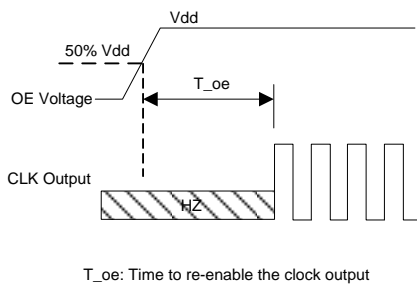 Vdd
50% Vdd
T_oe
OE Voltage
CLK Output
HZ
T_oe: Time to re-enable the clock output